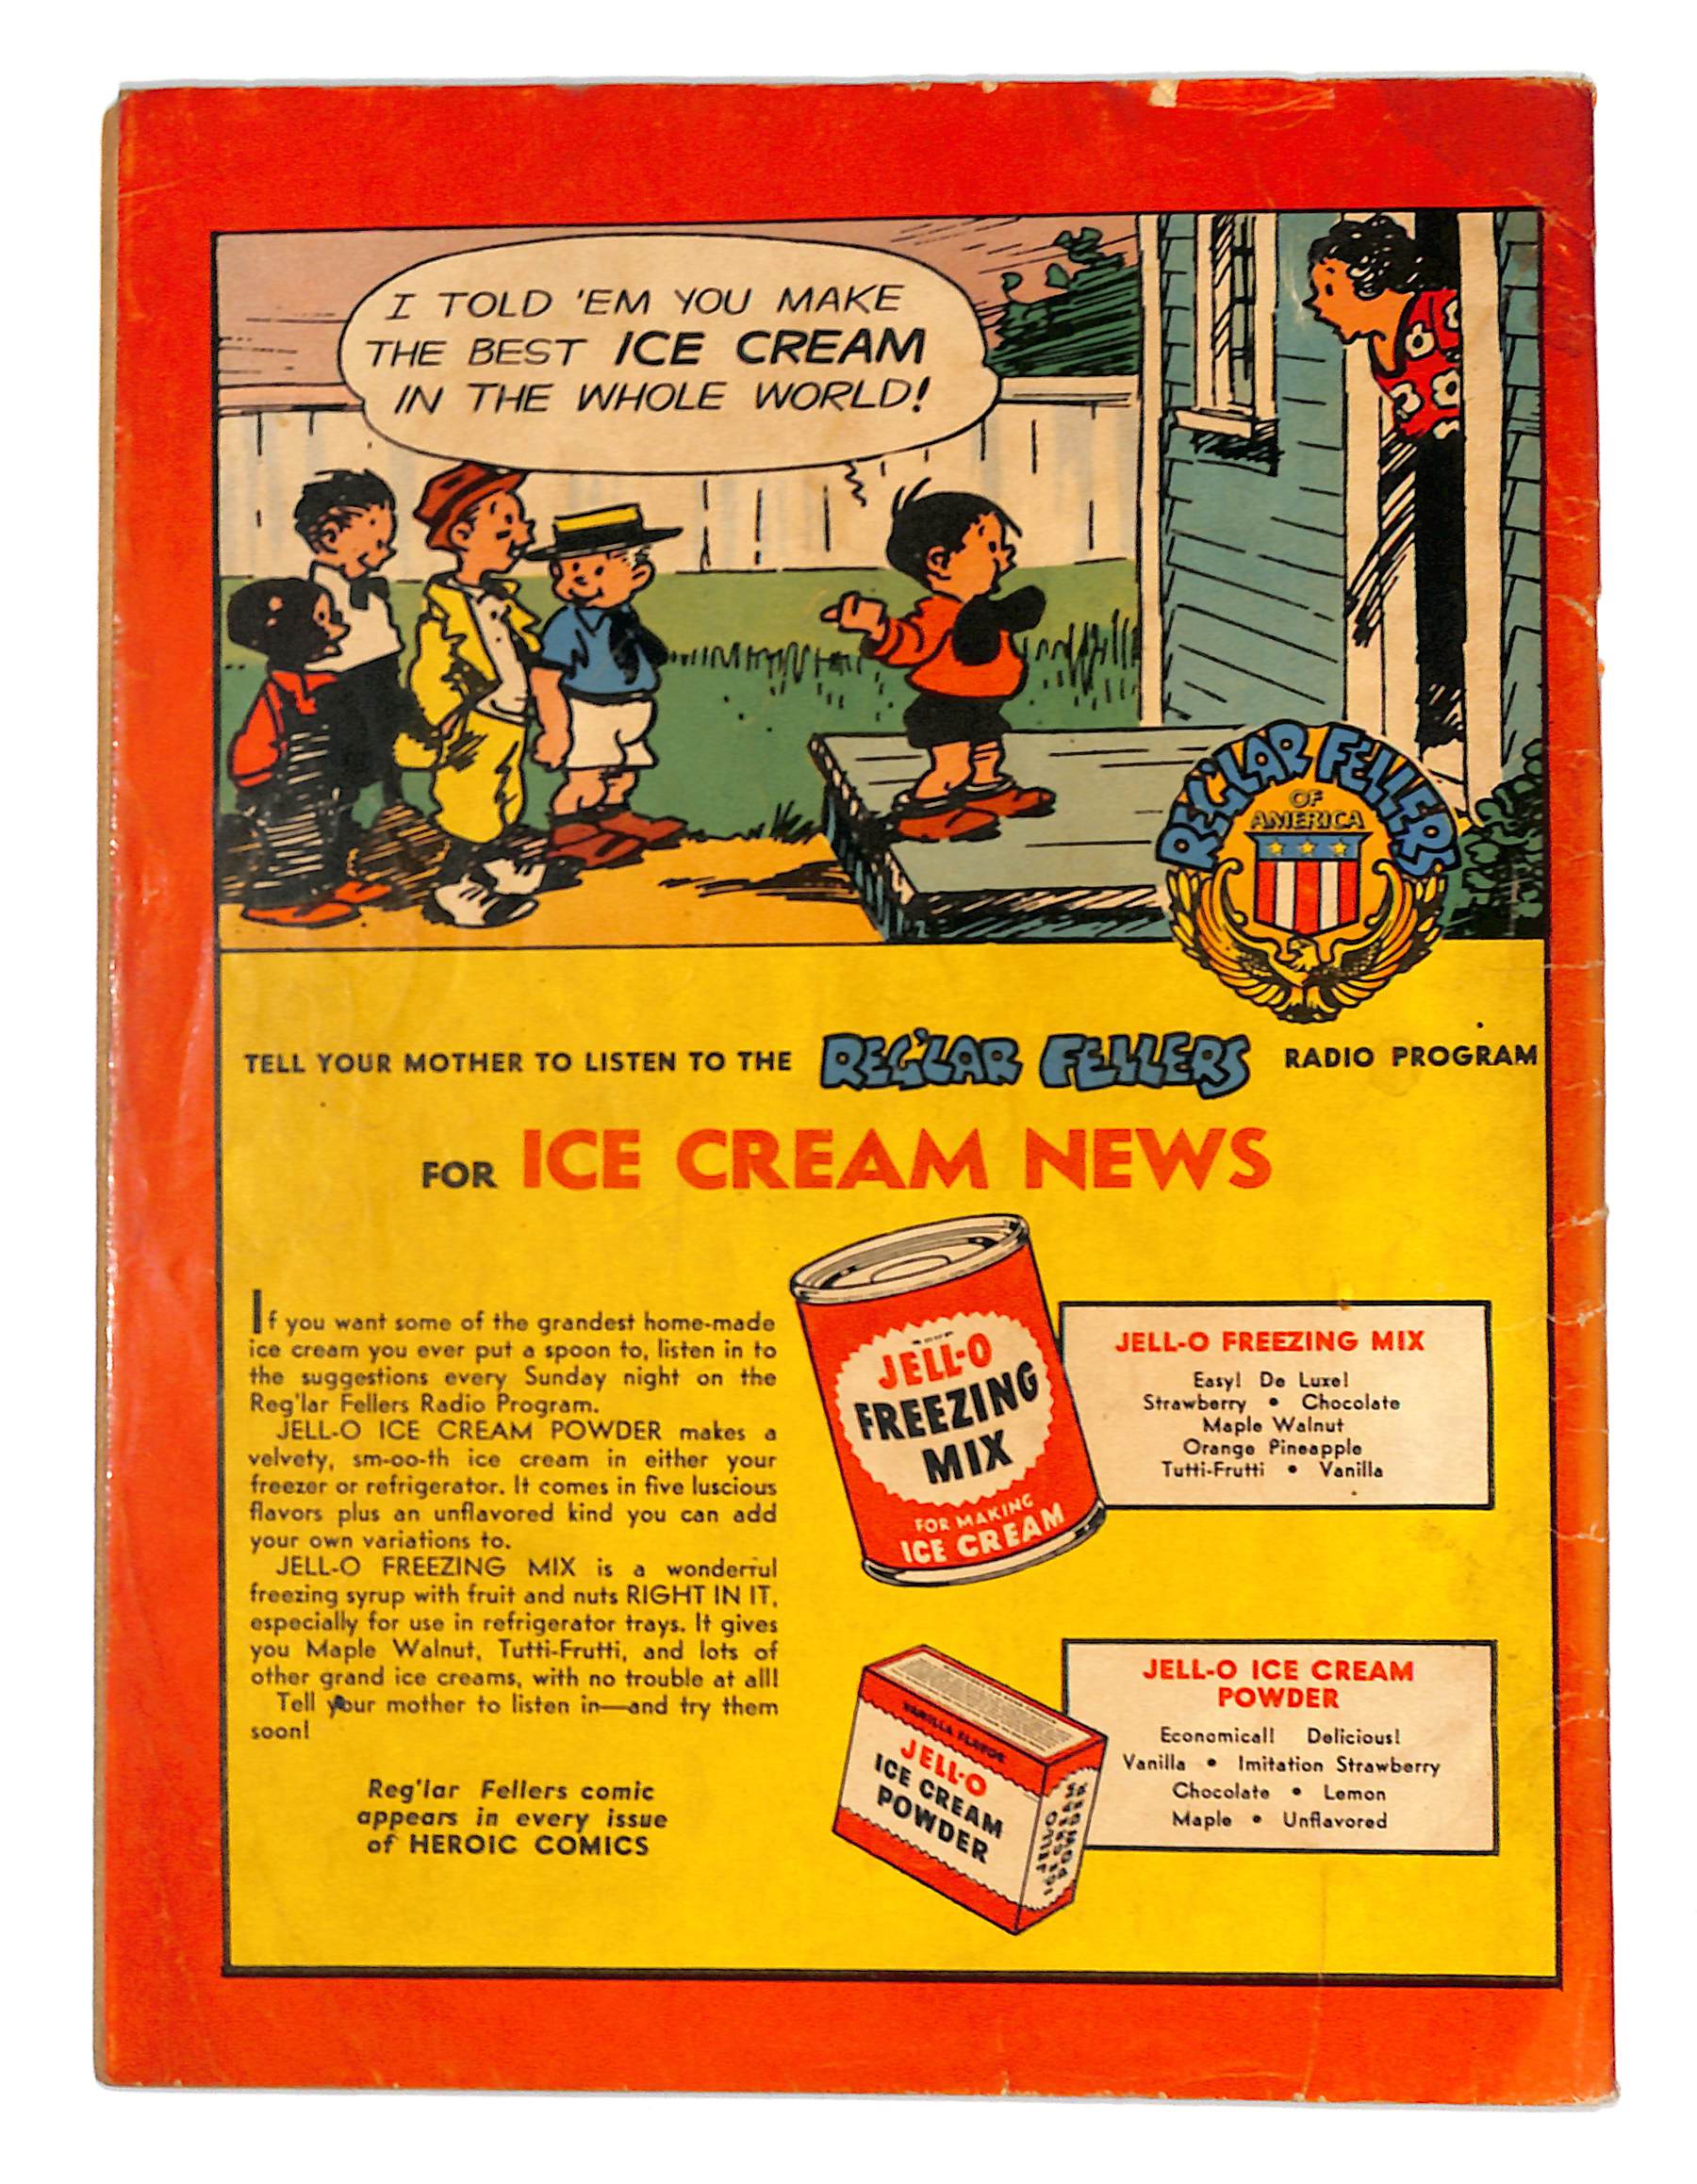 I TOLD 'EM YOU MAKE
THE BEST ICE CREAM
IN THE WHOLE WORLD!
REG'LAR FELLERS
OF
AMERICA
TELL YOUR MOTHER TO LISTEN TO THE REG'LAR FELLERS RADIO PROGRAM
FOR ICE CREAM NEWS
If you want some of the grandest home-made
ice cream you ever put a spoon to, listen in to
the suggestions every Sunday night on the
Reg'lar Fellers Radio Program.
JELL-O ICE CREAM POWDER makes a
velvety, sm-oo-th ice cream in either your
freezer or refrigerator. It comes in five luscious
flavors plus an unflavored kind you can add
your own variations to.
JELL-O FREEZING MIX is a wonderful
freezing syrup with fruit and nuts RIGHT IN IT,
especially for use in refrigerator trays. It gives
you Maple Walnut, Tutti-Frutti, and lots of
other grand ice creams, with no trouble at all!
Tell your mother to listen in—and try them
soon!
Reg'lar Fellers comic
appears in every issue
of HEROIC COMICS
JELL-O
FREEZING
MIX
FOR MAKING
ICE CREAM
JELL-O FREEZING MIX
Easy! De Luxe!
Strawberry • Chocolate
Maple Walnut
Orange Pineapple
Tutti-Frutti • Vanilla
VANILLA FLAVOR
JELL-O
ICE CREAM
POWDER
JELL-O ICE CREAM
POWDER
Economical! Delicious!
Vanilla • Imitation Strawberry
Chocolate • Lemon
Maple • Unflavored